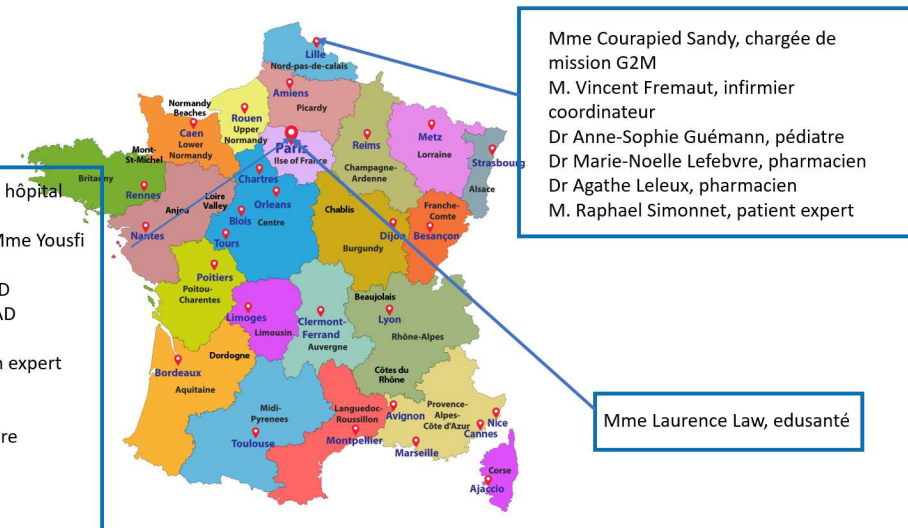 Mme Courapied Sandy, chargée de
mission G2M
M. Vincent Fremaut, infirmier
coordinateur
Dr Anne-Sophie Guémann, pédiatre
Dr Marie-Noelle Lefebvre, pharmacien
Dr Agathe Leleux, pharmacien
M. Raphael Simonnet, patient expert
Lille
Nord-pas-de-calais
Amiens
Picardy
Normandy
Beaches
Rouen
Upper
Normandy
Caen
Lower
Normandy
Mont-
St-Michel
Paris
Ilse of France
Reims
Champagne-
Ardenne
Metz
Lorraine
Strasbourg
Alsace
Britanny
Rennes
Chartres
Orleans
Loire
Valley
Anjou
Blois
Centre
Tours
Nantes
Chablis
Burgundy
Dijon
Franche-
Comte
Besançon
hôpital
Mme Yousfi
D
AD
expert
re
Poitiers
Poitou-
Charentes
Limoges
Limousin
Clermont-
Ferrand
Auvergne
Beaujolais
Lyon
Rhône-Alpes
Côtes du
Rhône
Dordogne
Bordeaux
Aquitaine
Midi-
Pyrenees
Toulouse
Languedoc-
Roussillon
Montpellier
Avignon
Provence-
Alpes-
Côte d'Azur
Nice
Cannes
Marseille
Corse
Ajaccio
Mme Laurence Law, edusanté